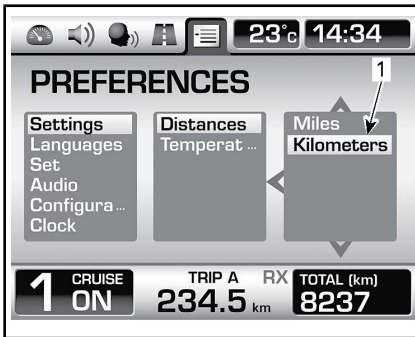 23°c 14:34
PREFERENCES
1
Settings
Languages
Set
Audio
Configura ...
Clock
Distances
Temperat ...
Miles
Kilometers
1 CRUISE ON
TRIP A
234.5 km
RX
TOTAL (km)
8237